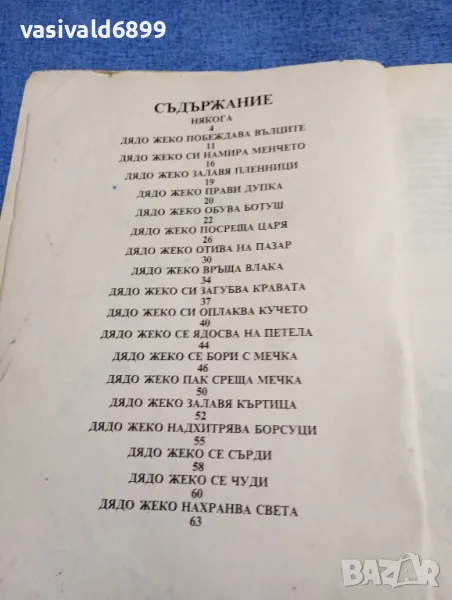 vasivald6899
СЪДЪРЖАНИЕ
НЯКОГА
4
ДЯДО ЖЕКО ПОБЕЖДАВА ВЪЛЦИТЕ
11
ДЯДО ЖЕКО СИ НАМИРА МЕНЧЕТО
16
ДЯДО ЖЕКО ЗАЛАВЯ ПЛЕННИЦИ
19
ДЯДО ЖЕКО ПРАВИ ДУПКА
20
ДЯДО ЖЕКО ОБУВА БОТУШ
22
ДЯДО ЖЕКО ПОСРЕЩА ЦАРЯ
26
ДЯДО ЖЕКО ОТИВА НА ПАЗАР
30
ДЯДО ЖЕКО ВРЪЩА ВЛАКА
34
ДЯДО ЖЕКО СИ ЗАГУБВА КРАВАТА
37
ДЯДО ЖЕКО СИ ОПЛАКВА КУЧЕТО
40
ДЯДО ЖЕКО СЕ ЯДОСВА НА ПЕТЕЛА
44
ДЯДО ЖЕКО СЕ БОРИ С МЕЧКА
46
ДЯДО ЖЕКО ПАК СРЕЩА МЕЧКА
50
ДЯДО ЖЕКО ЗАЛАВЯ КЪРТИЦА
52
ДЯДО ЖЕКО НАДХИТРЯВА БОРСУЦИ
55
ДЯДО ЖЕКО СЕ СЪРДИ
58
ДЯДО ЖЕКО СЕ ЧУДИ
60
ДЯДО ЖЕКО НАХРАНВА СВЕТА
63
BAZAR